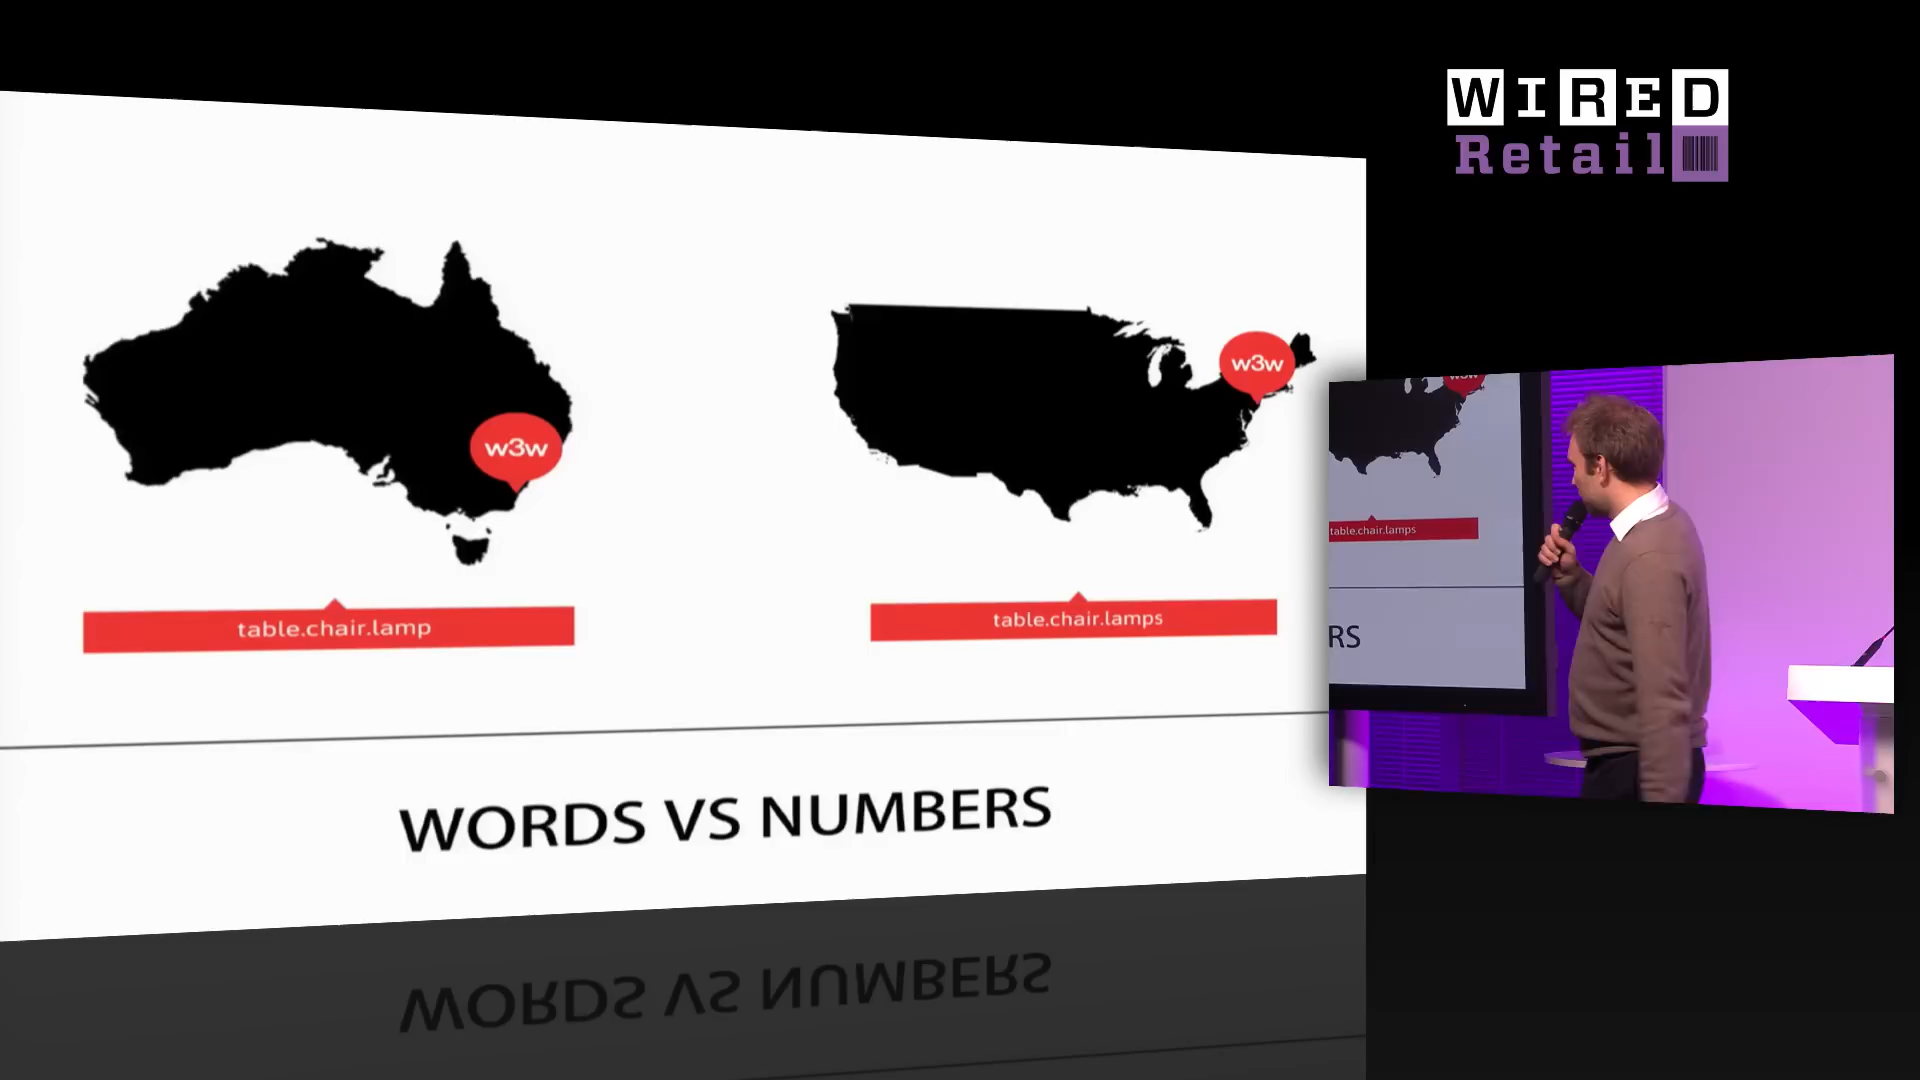 WIRED
Retail
w3w
w3w
table.chair.lamp
table.chair.lamps
WORDS VS NUMBERS
w3w
table.chair.lamps
RS
WORDS VS NUMBERS